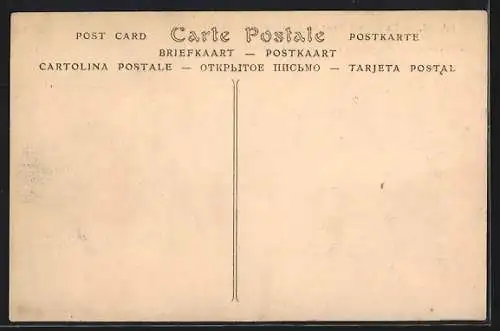 POST CARD Carte Postale POSTKARTE
BRIEFKAART — POSTKAART
CARTOLINA POSTALE — ОТКРЫТОЕ ПИСЬМО — TARJETA POSTAL